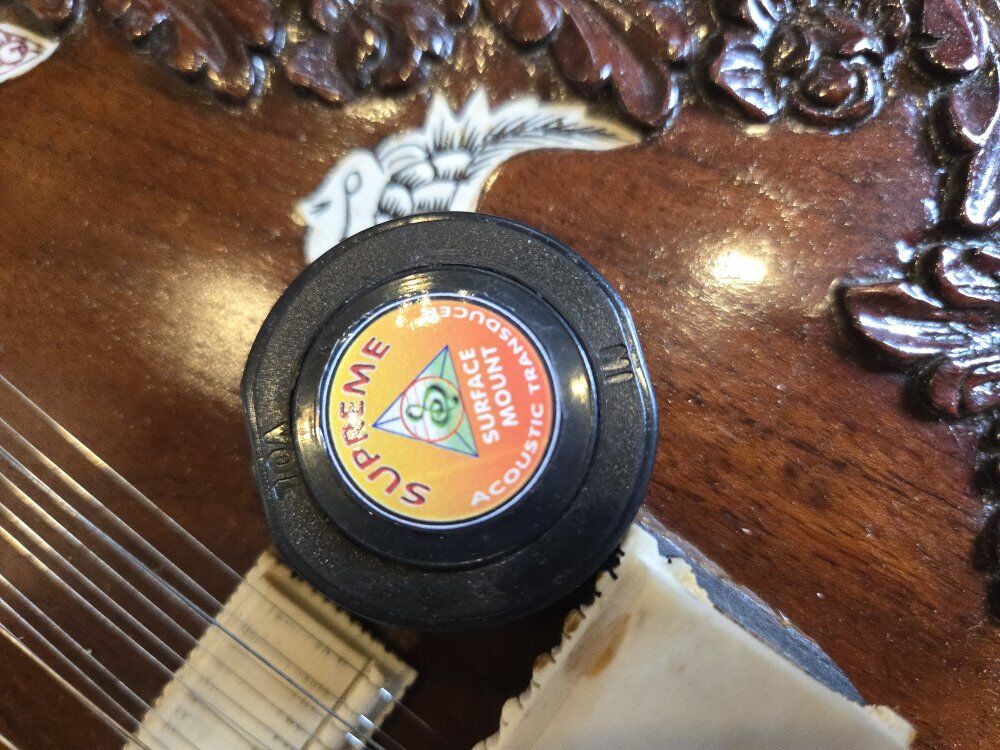 SUPREME
SURFACE
MOUNT
ACOUSTIC TRANSDUCER
VOL